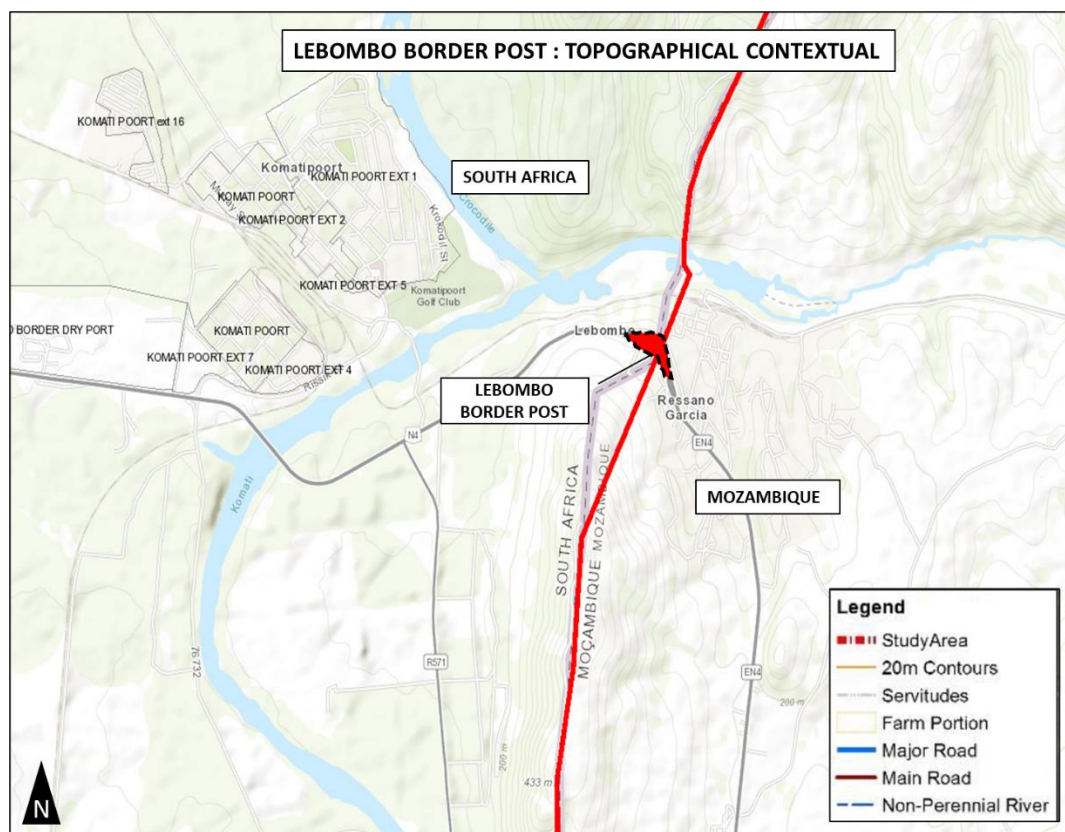 LEBOMBO BORDER POST : TOPOGRAPHICAL CONTEXTUAL
KOMATI POORT ext 16
Komatipoort
KOMATI POORT EXT 1
SOUTH AFRICA
KOMATI POORT
KOMATI POORT EXT 2
Crocodile
Krokodil St
KOMATI POORT EXT 5
Komatipoort
Golf Club
BORDER DRY PORT
KOMATI POORT
KOMATI POORT EXT 7
KOMATI POORT EXT 4
Lebombo
LEBOMBO
BORDER POST
Ressano
Garcia
N4
EN4
Komati
SOUTH AFRICA
MOÇAMBIQUE MOZAMBIQUE
MOZAMBIQUE
76 732
R571
EN4
200 m
200 m
433 m
Legend
StudyArea
20m Contours
Servitudes
Farm Portion
Major Road
Main Road
Non-Perennial River
N